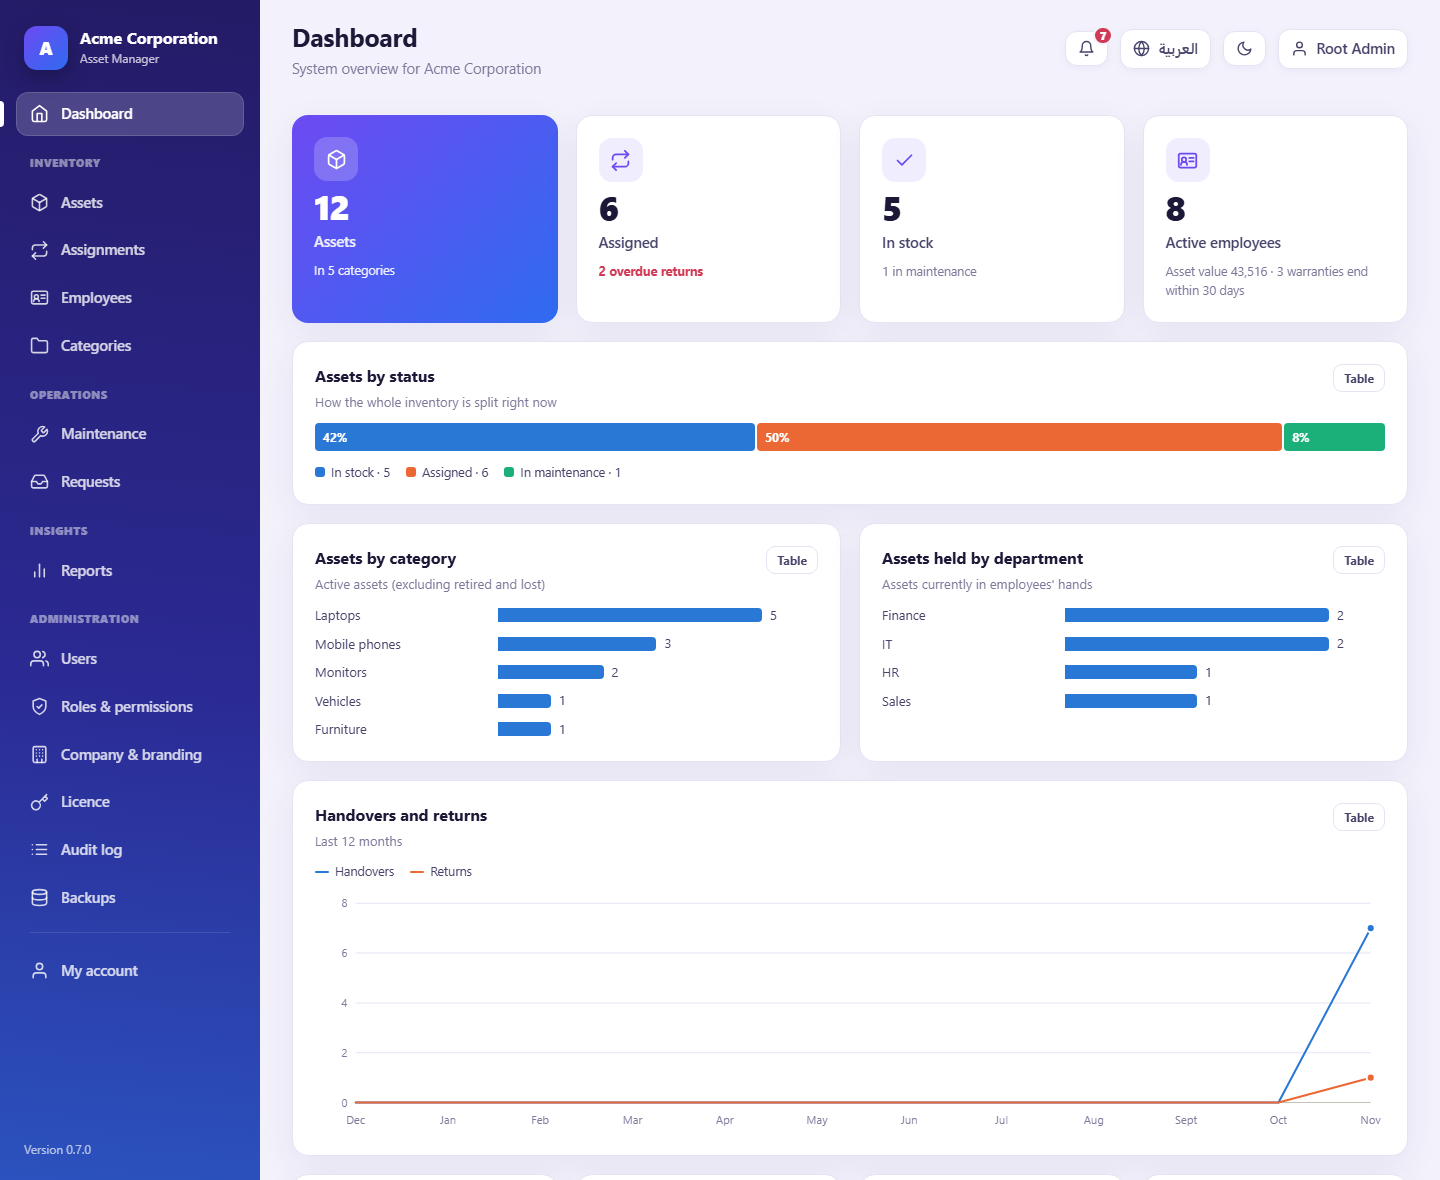 A
Acme Corporation
Asset Manager
Dashboard
INVENTORY
Assets
Assignments
Employees
Categories
OPERATIONS
Maintenance
Requests
INSIGHTS
Reports
ADMINISTRATION
Users
Roles & permissions
Company & branding
Licence
Audit log
Backups
My account
Version 0.7.0
Dashboard
System overview for Acme Corporation
7
العربية
Root Admin
12
Assets
In 5 categories
6
Assigned
2 overdue returns
5
In stock
1 in maintenance
8
Active employees
Asset value 43,516 · 3 warranties end
within 30 days
Assets by status
Table
How the whole inventory is split right now
42% 50% 8%
In stock · 5 Assigned · 6 In maintenance · 1
Assets by category
Table
Active assets (excluding retired and lost)
Laptops 5
Mobile phones 3
Monitors 2
Vehicles 1
Furniture 1
Assets held by department
Table
Assets currently in employees' hands
Finance 2
IT 2
HR 1
Sales 1
Handovers and returns
Table
Last 12 months
Handovers Returns
8
6
4
2
0
Dec Jan Feb Mar Apr May Jun Jul Aug Sept Oct Nov